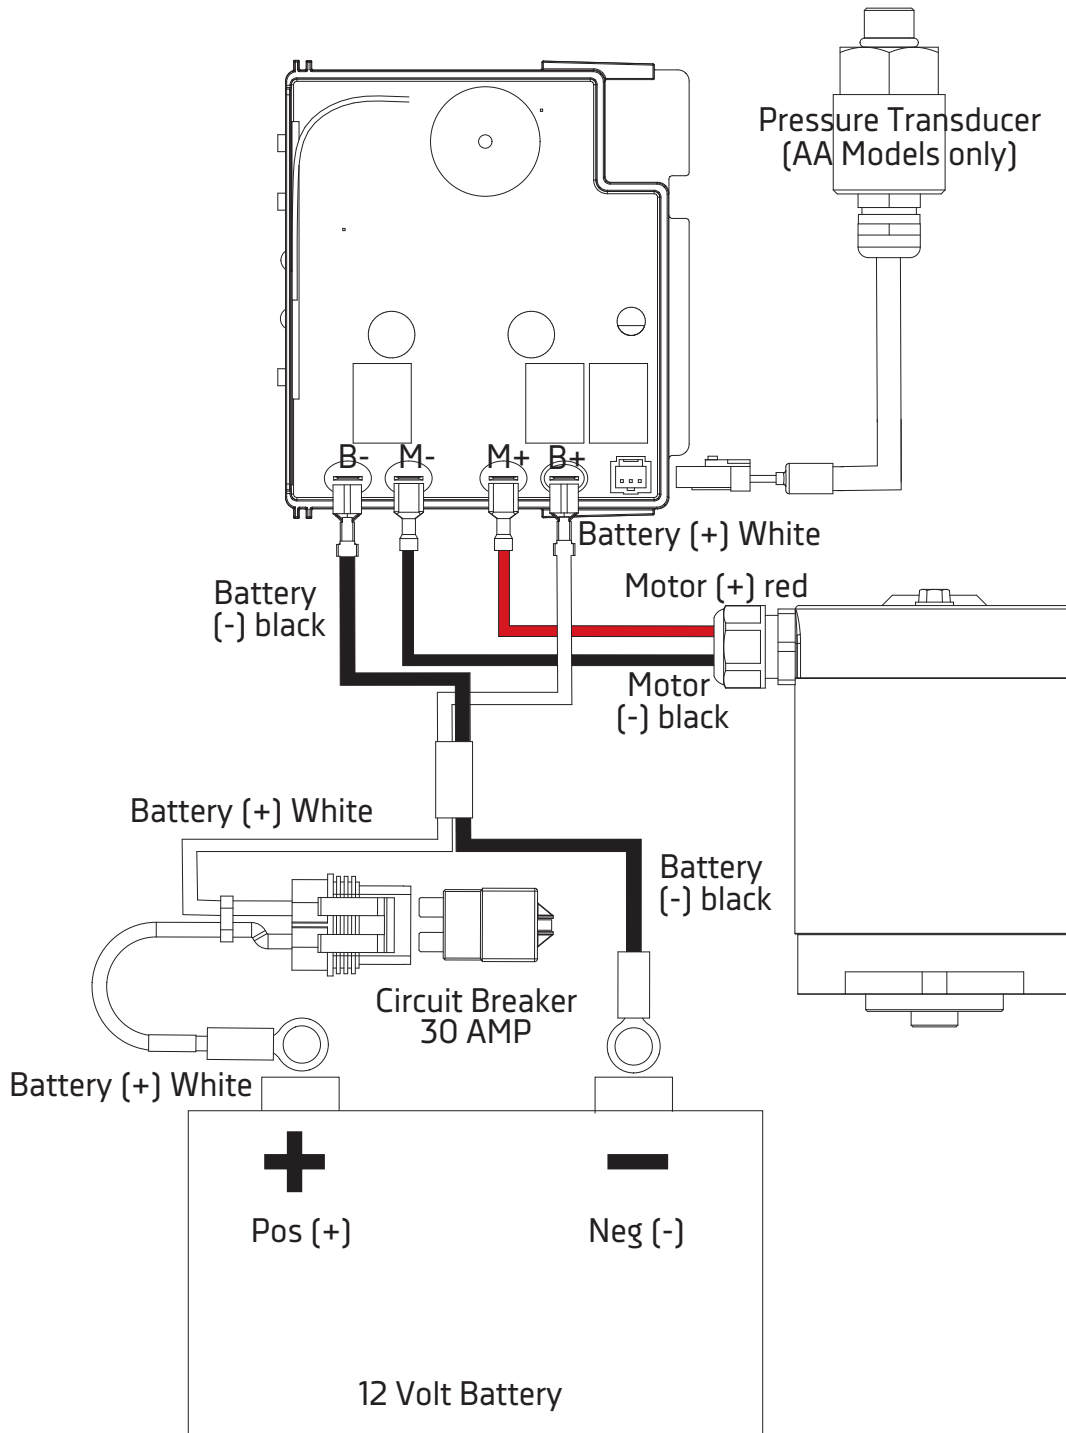 Pressure Transducer
(AA Models only)
B-
M-
M+
B+
Battery (+) White
Battery
(-) black
Motor (+) red
Motor
(-) black
Battery (+) White
Battery
(-) black
Circuit Breaker
30 AMP
Battery (+) White
Pos (+)
Neg (-)
12 Volt Battery